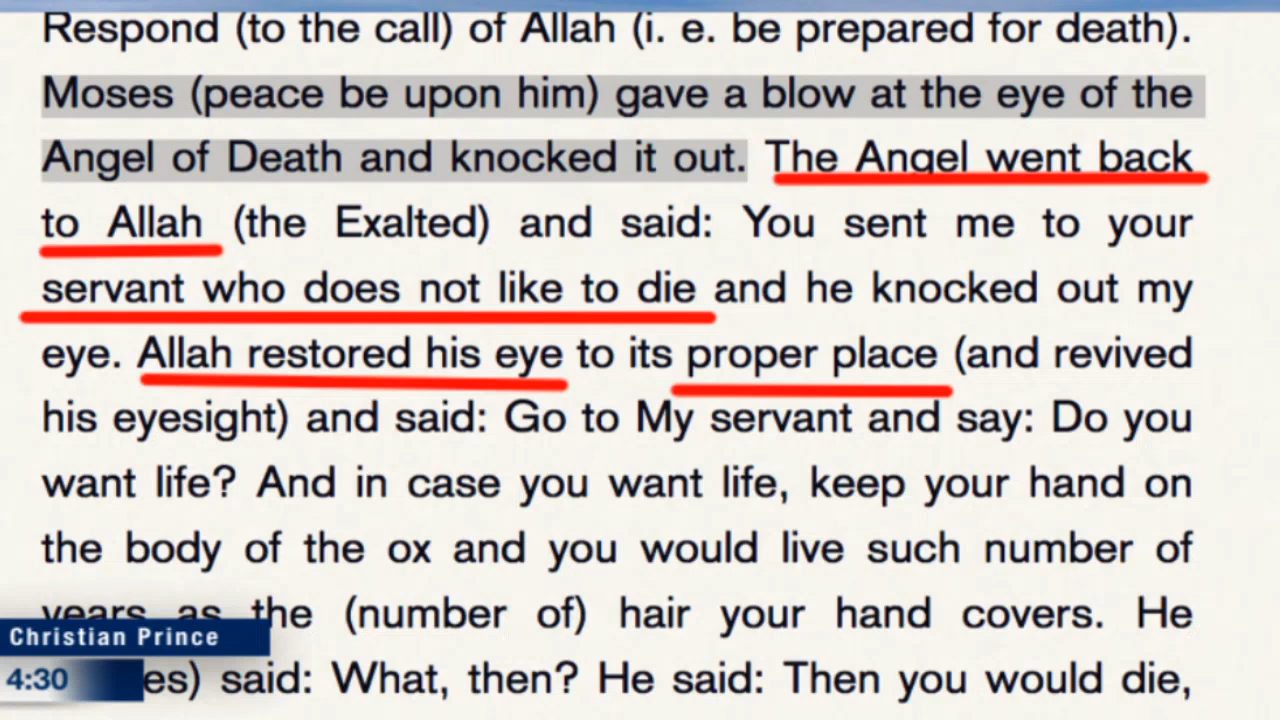 Respond (to the call) of Allah (i. e. be prepared for death).
Moses (peace be upon him) gave a blow at the eye of the
Angel of Death and knocked it out. The Angel went back
to Allah (the Exalted) and said: You sent me to your
servant who does not like to die and he knocked out my
eye. Allah restored his eye to its proper place (and revived
his eyesight) and said: Go to My servant and say: Do you
want life? And in case you want life, keep your hand on
the body of the ox and you would live such number of
years as the (number of) hair your hand covers. He
Christian Prince
4:30 es) said: What, then? He said: Then you would die,